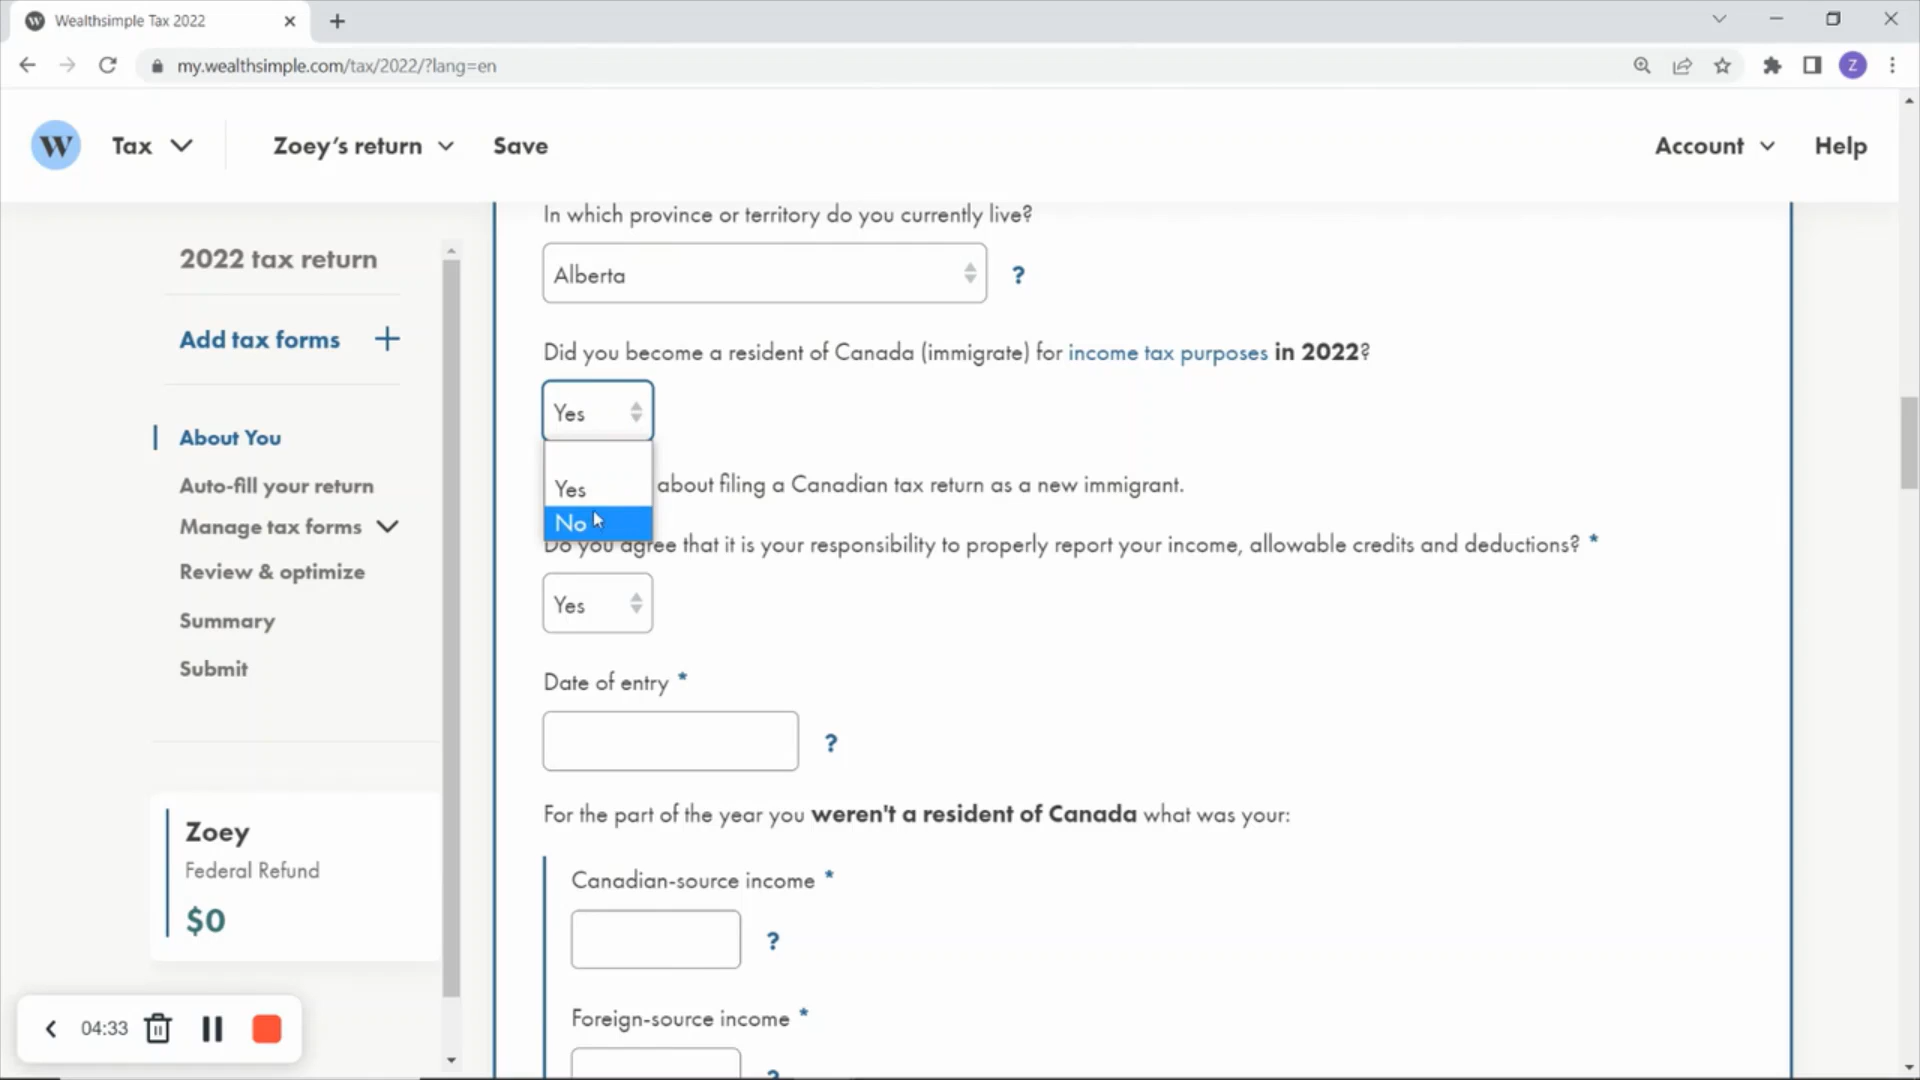 Wealthsimple Tax 2022
my.wealthsimple.com/tax/2022/?lang=en
Z
W
Tax
Zoey's return
Save
Account
Help
2022 tax return
Add tax forms
About You
Auto-fill your return
Manage tax forms
Review & optimize
Summary
Submit
Zoey
Federal Refund
$0
04:33
In which province or territory do you currently live?
Alberta
?
Did you become a resident of Canada (immigrate) for income tax purposes in 2022?
Yes
Yes
No
about filing a Canadian tax return as a new immigrant.
Do you agree that it is your responsibility to properly report your income, allowable credits and deductions? *
Yes
Date of entry *
?
For the part of the year you weren't a resident of Canada what was your:
Canadian-source income *
?
Foreign-source income *
?